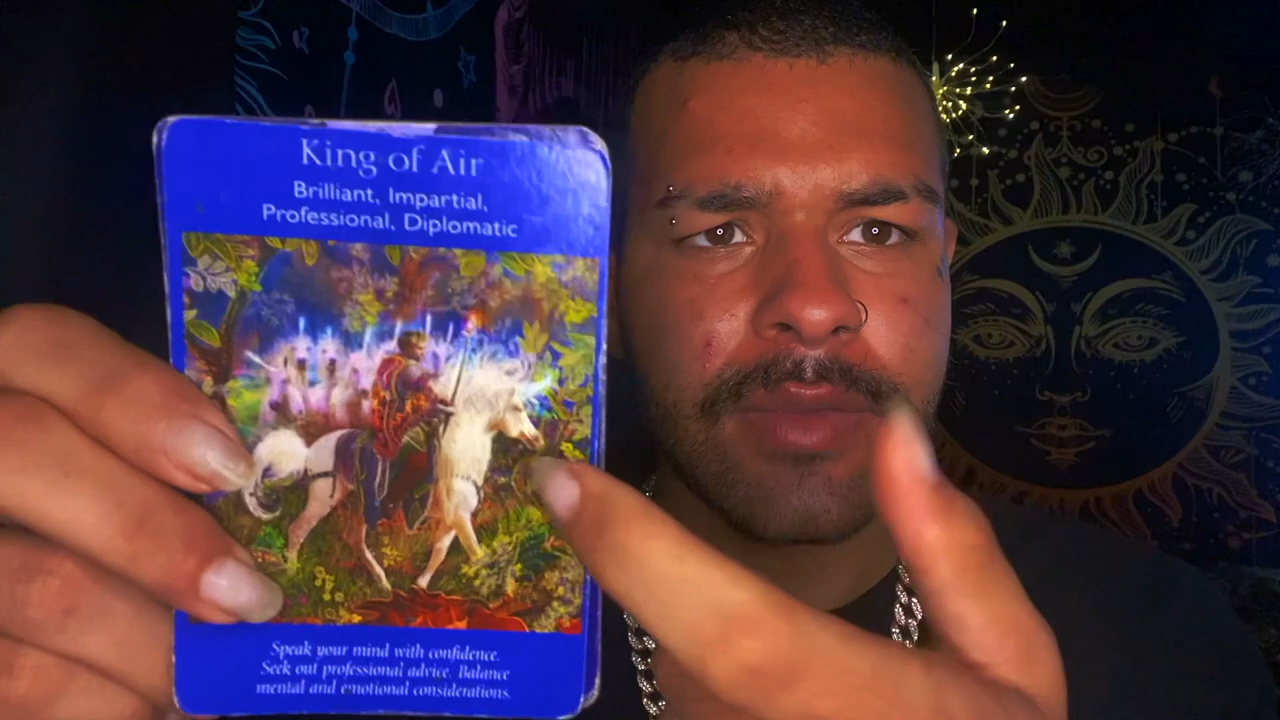 King of Air
Brilliant, Impartial,
Professional, Diplomatic
Speak your mind with confidence.
Seek out professional advice. Balance
mental and emotional considerations.